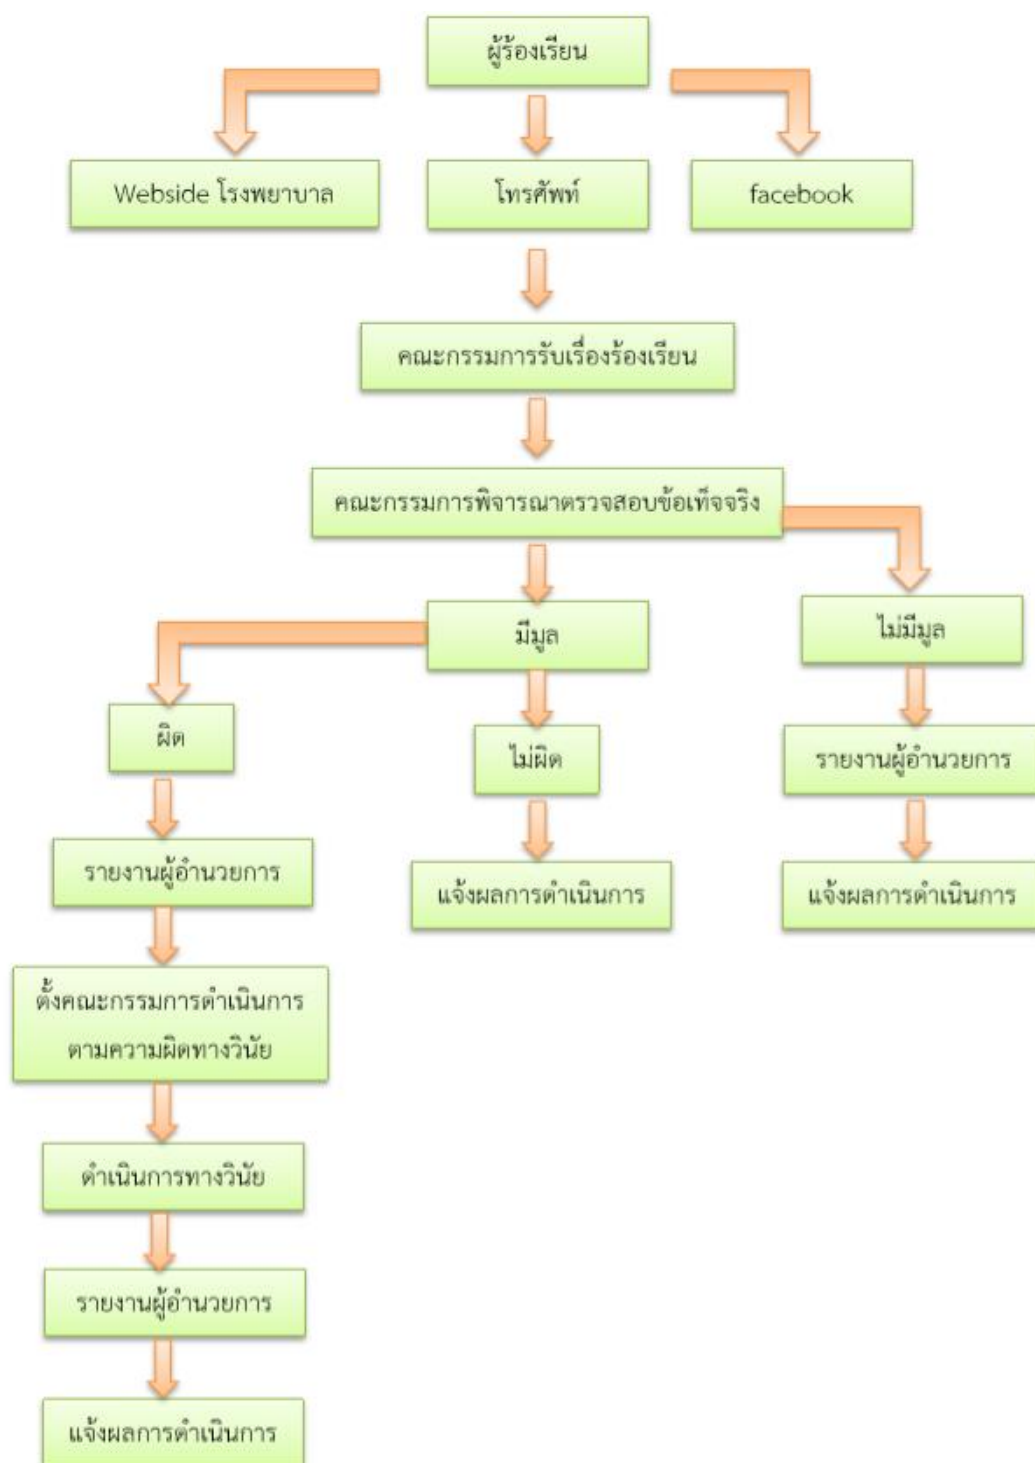 ผู้ร้องเรียน
Webside โรงพยาบาล
โทรศัพท์
facebook
คณะกรรมการรับเรื่องร้องเรียน
คณะกรรมการพิจารณาตรวจสอบข้อเท็จจริง
มีมูล
ไม่มีมูล
ผิด
ไม่ผิด
รายงานผู้อำนวยการ
รายงานผู้อำนวยการ
แจ้งผลการดำเนินการ
แจ้งผลการดำเนินการ
ตั้งคณะกรรมการดำเนินการ
ตามความผิดทางวินัย
ดำเนินการทางวินัย
รายงานผู้อำนวยการ
แจ้งผลการดำเนินการ